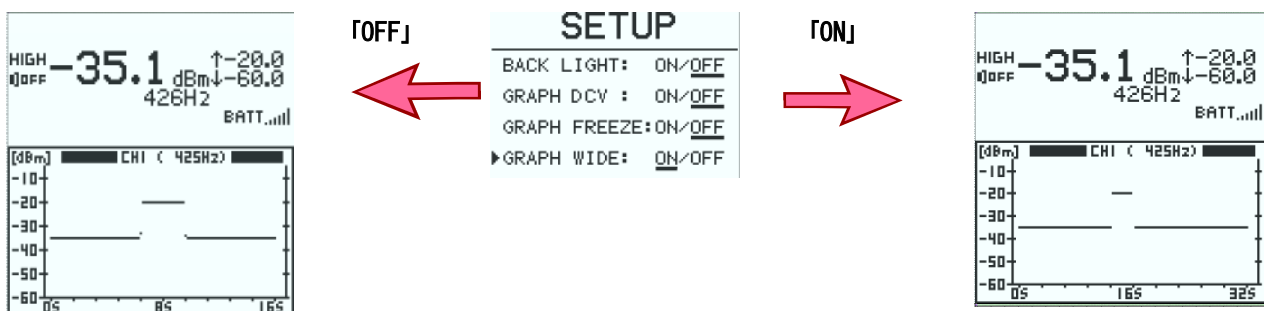 HIGH -35.1 dBm ↑-20.0
OFF ↓-60.0
426Hz
BATT
[dBm] CH1 ( 425Hz)
-10
-20
-30
-40
-50
-60
0S 8S 16S
「OFF」
SETUP
BACK LIGHT: ON/OFF
GRAPH DCV : ON/OFF
GRAPH FREEZE:ON/OFF
▶GRAPH WIDE: ON/OFF
「ON」
HIGH -35.1 dBm ↑-20.0
OFF ↓-60.0
426Hz
BATT
[dBm] CH1 ( 425Hz)
-10
-20
-30
-40
-50
-60
0S 16S 32S